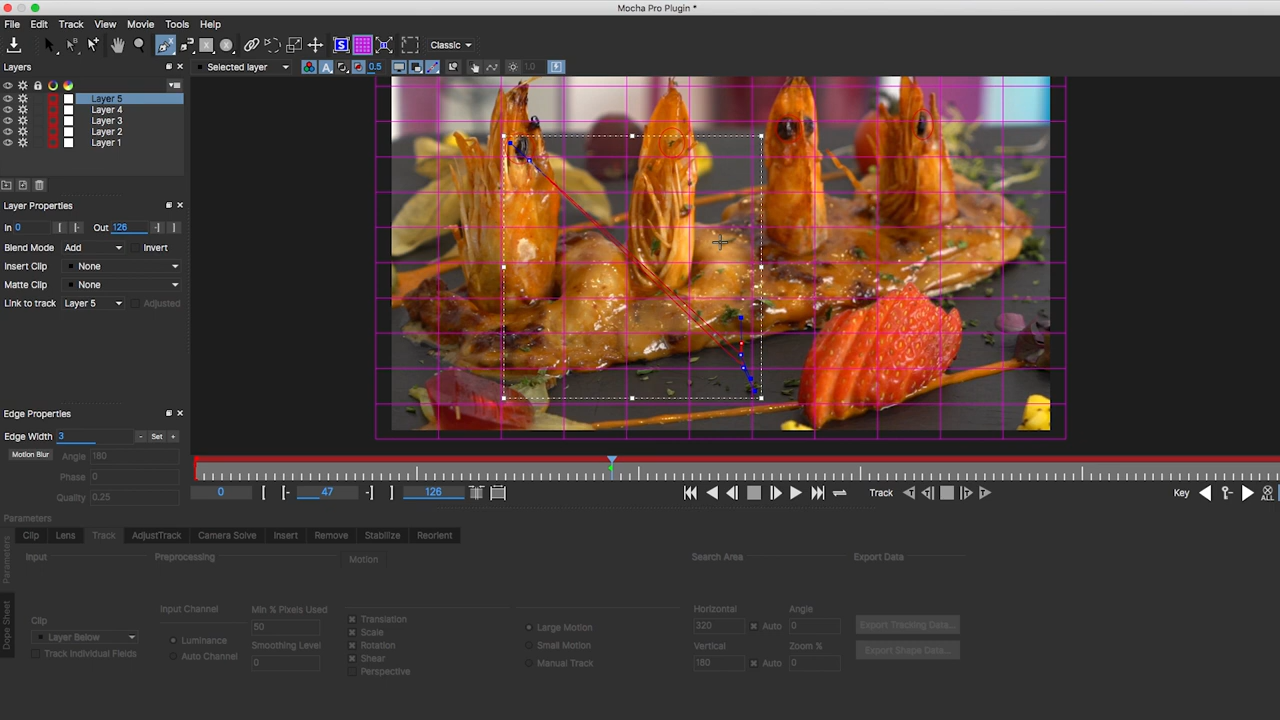 Mocha Pro Plugin *
File Edit Track View Movie Tools Help
S Classic
Layers Selected layer A 0.5 1.0
Layer 5
Layer 4
Layer 3
Layer 2
Layer 1
Layer Properties
In 0 Out 126
Blend Mode Add Invert
Insert Clip None
Matte Clip None
Link to track Layer 5 Adjusted
Edge Properties
Edge Width 3 - Set +
Motion Blur Angle 180
Phase 0
Quality 0.25
0 47 126 Track Key ALL
Parameters
Clip Lens Track AdjustTrack Camera Solve Insert Remove Stabilize Reorient
Parameters
Dope Sheet
Input Preprocessing Motion Search Area Export Data
Clip
Layer Below
Track Individual Fields
Input Channel
Luminance
Auto Channel
Min % Pixels Used
50
Smoothing Level
0
Translation
Scale
Rotation
Shear
Perspective
Large Motion
Small Motion
Manual Track
Horizontal Angle
320 Auto 0
Vertical Zoom %
180 Auto 0
Export Tracking Data...
Export Shape Data...